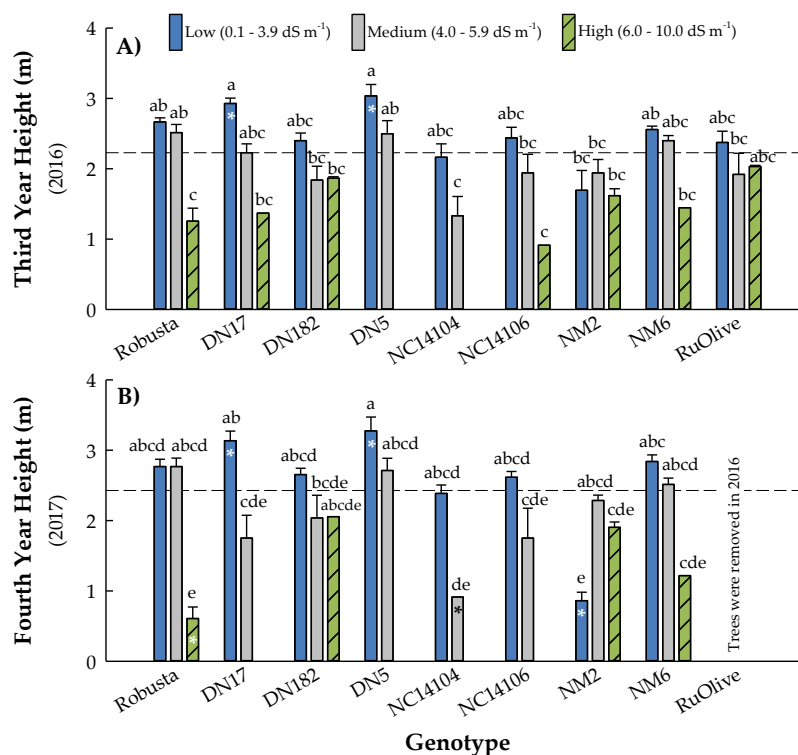 A)
Low (0.1 - 3.9 dS m⁻¹) Medium (4.0 - 5.9 dS m⁻¹) High (6.0 - 10.0 dS m⁻¹)
Third Year Height (m)
(2016)
4
3
2
1
0
ab ab c
a abc bc
abc bc bc
a ab
abc c
abc bc c
bc abc bc
ab abc bc
abc bc abc
* *
Robusta DN17 DN182 DN5 NC14104 NC14106 NM2 NM6 RuOlive
B)
Fourth Year Height (m)
(2017)
4
3
2
1
0
abcd abcd e
ab cde
abcd bcde abcde
a abcd
abcd de
abcd cde
e abcd abcd
abc abcd cde
* * * * *
Trees were removed in 2016
Robusta DN17 DN182 DN5 NC14104 NC14106 NM2 NM6 RuOlive
Genotype